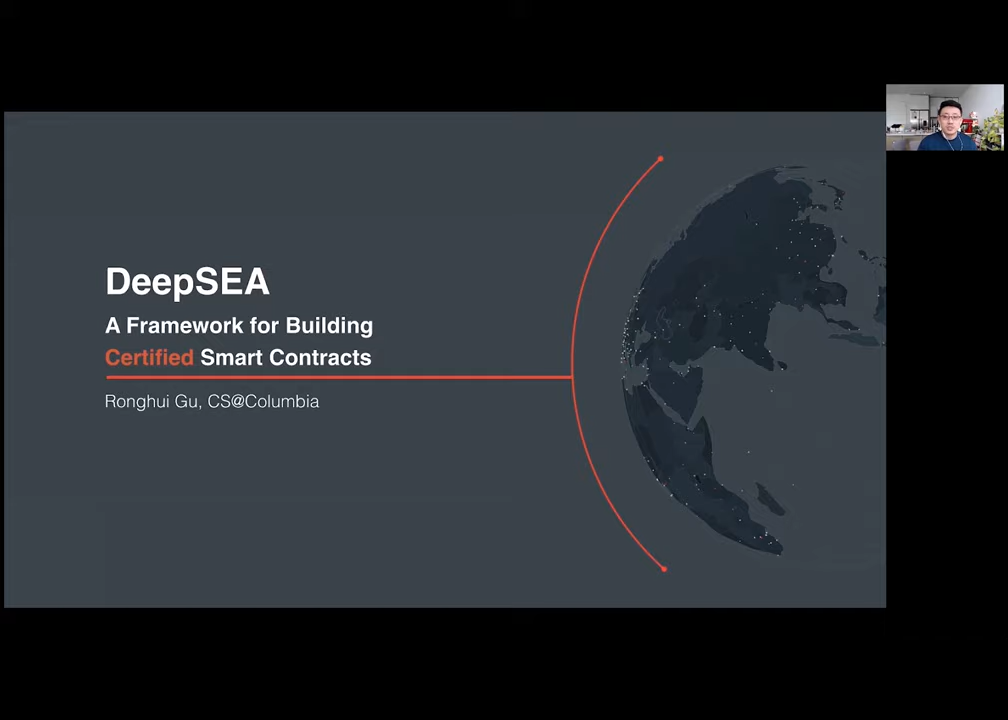 DeepSEA
A Framework for Building
Certified Smart Contracts
Ronghui Gu, CS@Columbia